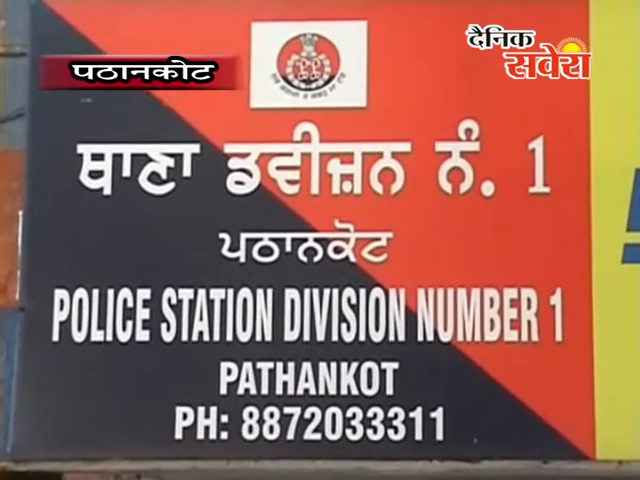 दैनिक
सवेरा
पठानकोट
ਥਾਣਾ ਡਵੀਜ਼ਨ ਨੰ. 1
ਪਠਾਨਕੋਟ
POLICE STATION DIVISION NUMBER 1
PATHANKOT
PH: 8872033311